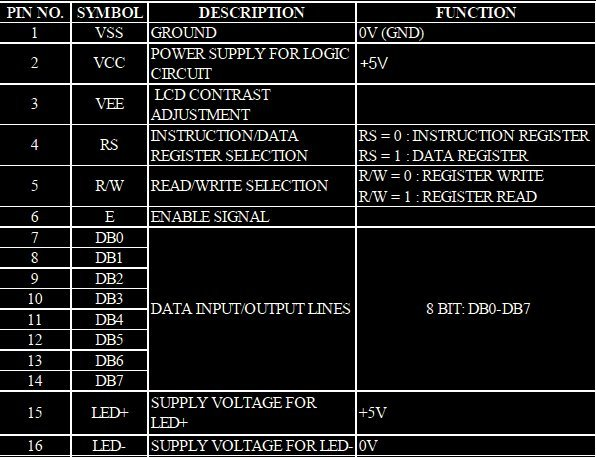 PIN NO. SYMBOL DESCRIPTION FUNCTION
1 VSS GROUND 0V (GND)
2 VCC POWER SUPPLY FOR LOGIC CIRCUIT +5V
3 VEE LCD CONTRAST ADJUSTMENT
4 RS INSTRUCTION/DATA REGISTER SELECTION RS = 0 : INSTRUCTION REGISTER
RS = 1 : DATA REGISTER
5 R/W READ/WRITE SELECTION R/W = 0 : REGISTER WRITE
R/W = 1 : REGISTER READ
6 E ENABLE SIGNAL
7 DB0
8 DB1
9 DB2
10 DB3
11 DB4
12 DB5
13 DB6
14 DB7
DATA INPUT/OUTPUT LINES 8 BIT: DB0-DB7
15 LED+ SUPPLY VOLTAGE FOR LED+ +5V
16 LED- SUPPLY VOLTAGE FOR LED- 0V